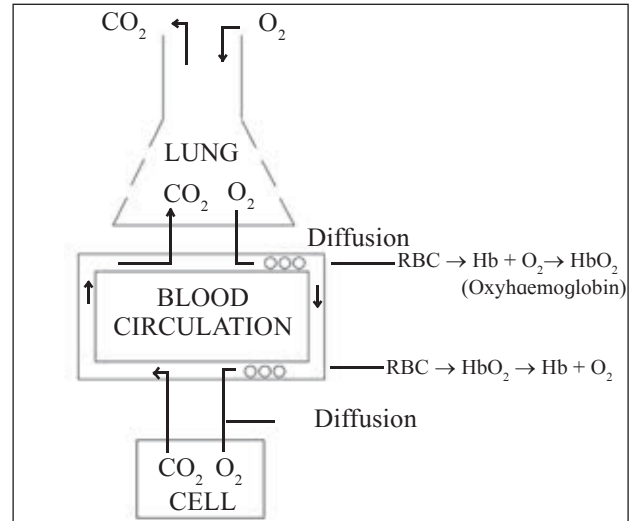 CO₂ O₂
LUNG
CO₂ O₂
Diffusion
RBC → Hb + O₂ → HbO₂
(Oxyhaemoglobin)
BLOOD
CIRCULATION
RBC → HbO₂ → Hb + O₂
Diffusion
CO₂ O₂
CELL